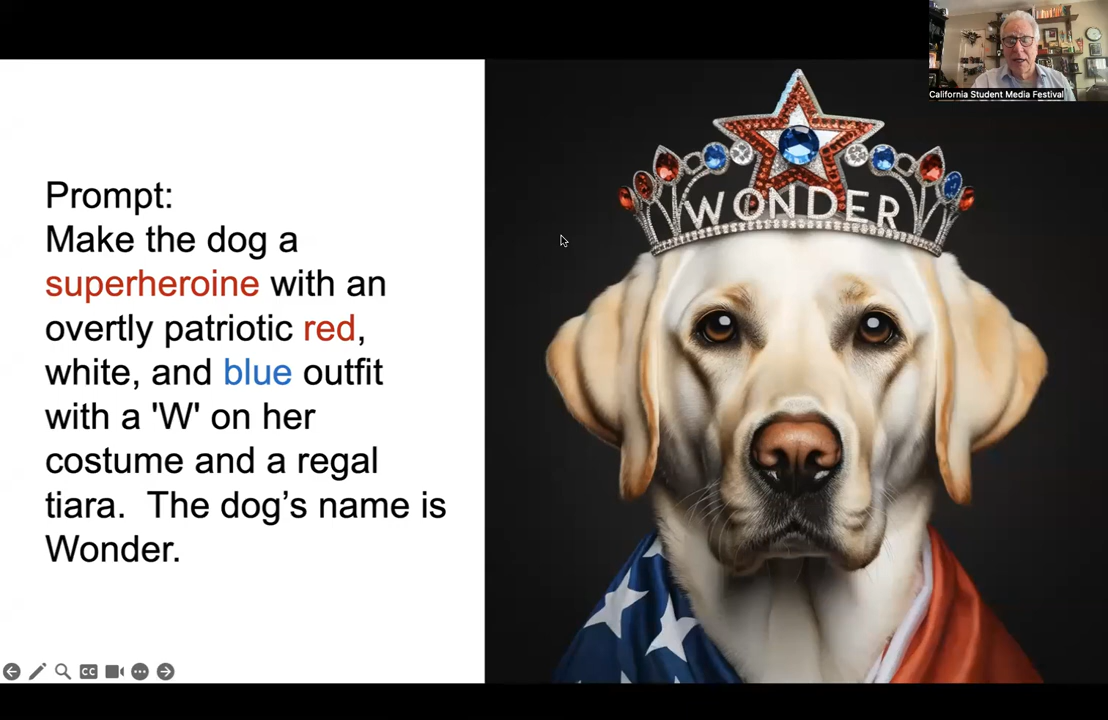 California Student Media Festival
Prompt:
Make the dog a
superheroine with an
overtly patriotic red,
white, and blue outfit
with a 'W' on her
costume and a regal
tiara.  The dog’s name is
Wonder.
WONDER
CC